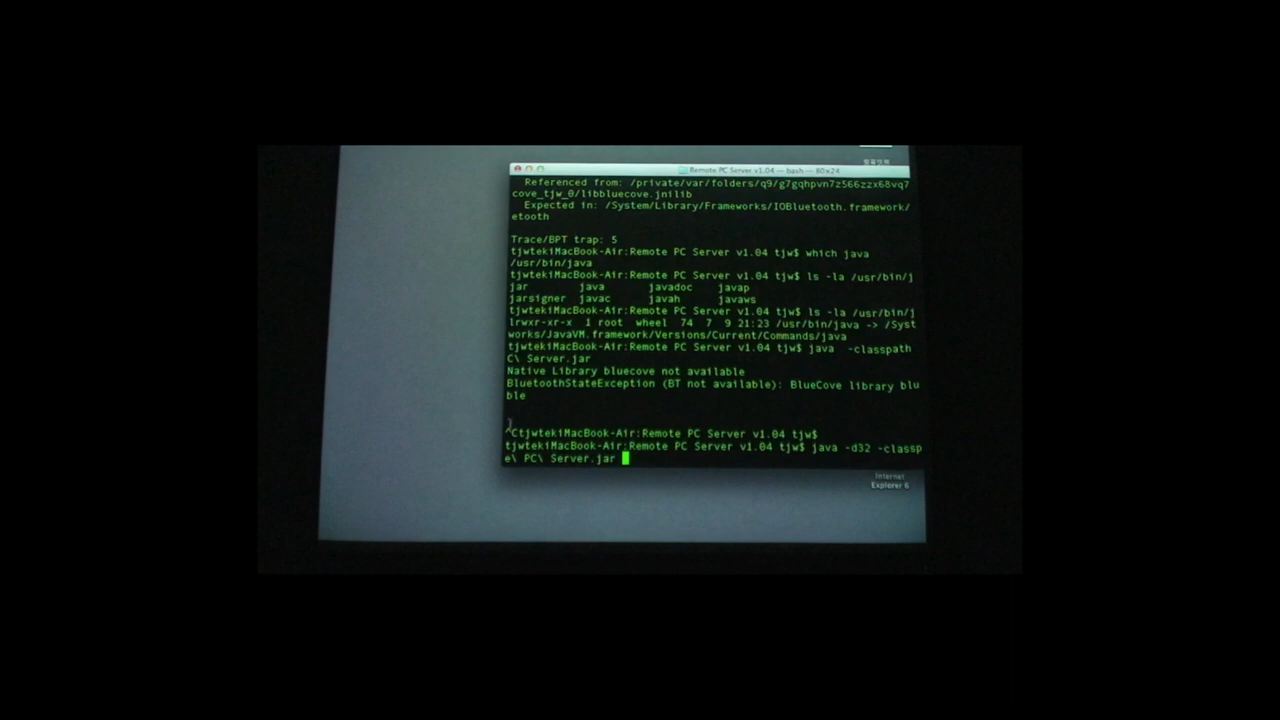 Remote PC Server v1.04 — bash — 80×24
Referenced from: /private/var/folders/q9/g7gqhpvn7z566zzx68vq7
cove_tjw_0/libbluecove.jnilib
Expected in: /System/Library/Frameworks/IOBluetooth.framework/
etooth
Trace/BPT trap: 5
tjwtekiMacBook-Air:Remote PC Server v1.04 tjw$ which java
/usr/bin/java
tjwtekiMacBook-Air:Remote PC Server v1.04 tjw$ ls -la /usr/bin/j
jar java javadoc javap
jarsigner javac javah javaws
tjwtekiMacBook-Air:Remote PC Server v1.04 tjw$ ls -la /usr/bin/j
lrwxr-xr-x 1 root wheel 74 7 9 21:23 /usr/bin/java -> /Syst
works/JavaVM.framework/Versions/Current/Commands/java
tjwtekiMacBook-Air:Remote PC Server v1.04 tjw$ java -classpath
C\ Server.jar
Native Library bluecove not available
BluetoothStateException (BT not available): BlueCove library blu
ble
^CtjwtekiMacBook-Air:Remote PC Server v1.04 tjw$
tjwtekiMacBook-Air:Remote PC Server v1.04 tjw$ java -d32 -classp
e\ PC\ Server.jar
Internet
Explorer 6